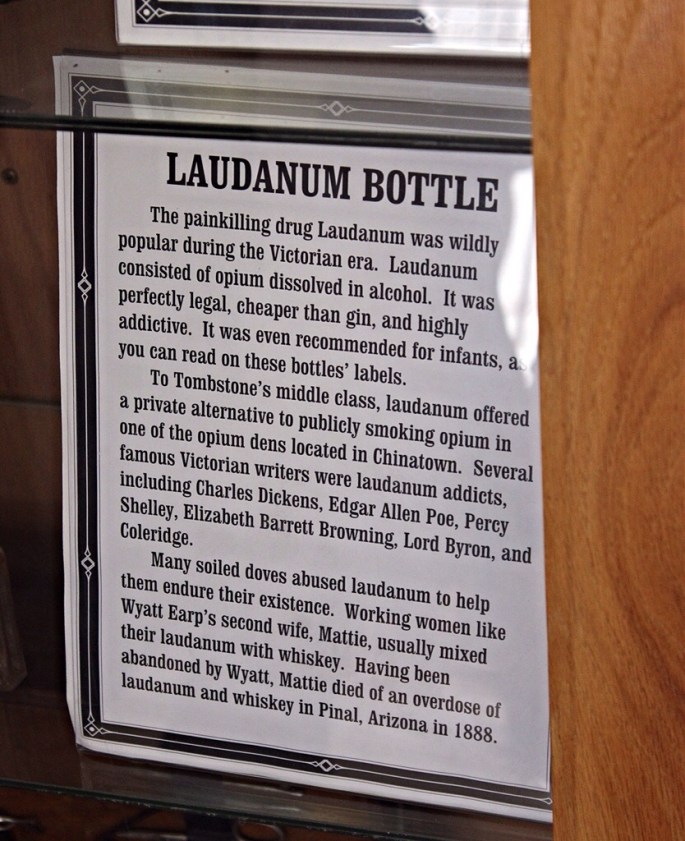 LAUDANUM BOTTLE
The painkilling drug Laudanum was wildly
popular during the Victorian era. Laudanum
consisted of opium dissolved in alcohol. It was
perfectly legal, cheaper than gin, and highly
addictive. It was even recommended for infants, as
you can read on these bottles' labels.
To Tombstone's middle class, laudanum offered
a private alternative to publicly smoking opium in
one of the opium dens located in Chinatown. Several
famous Victorian writers were laudanum addicts,
including Charles Dickens, Edgar Allen Poe, Percy
Shelley, Elizabeth Barrett Browning, Lord Byron, and
Coleridge.
Many soiled doves abused laudanum to help
them endure their existence. Working women like
Wyatt Earp's second wife, Mattie, usually mixed
their laudanum with whiskey. Having been
abandoned by Wyatt, Mattie died of an overdose of
laudanum and whiskey in Pinal, Arizona in 1888.